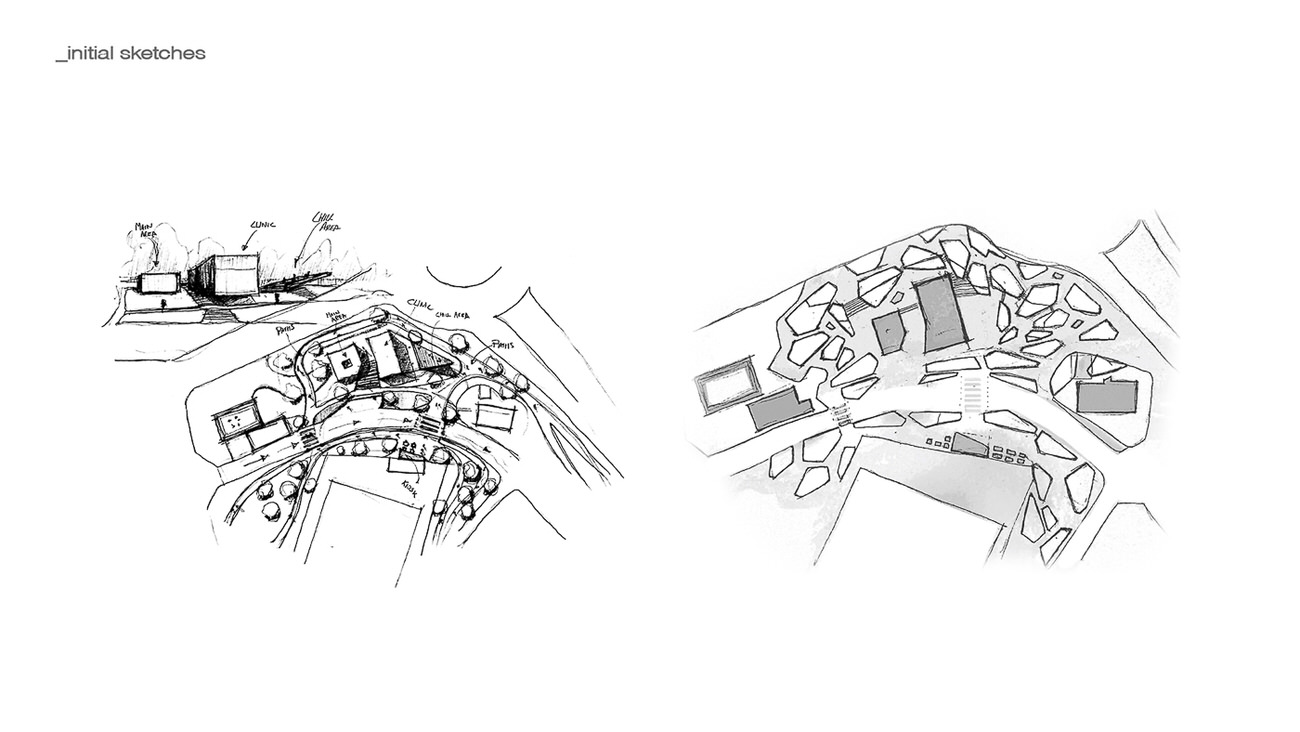 _initial sketches
MAIN
AREA
CLINIC
CHILL
AREA
PATHS
MAIN
AREA
CLINIC
CHILL AREA
PATHS
KIOSK